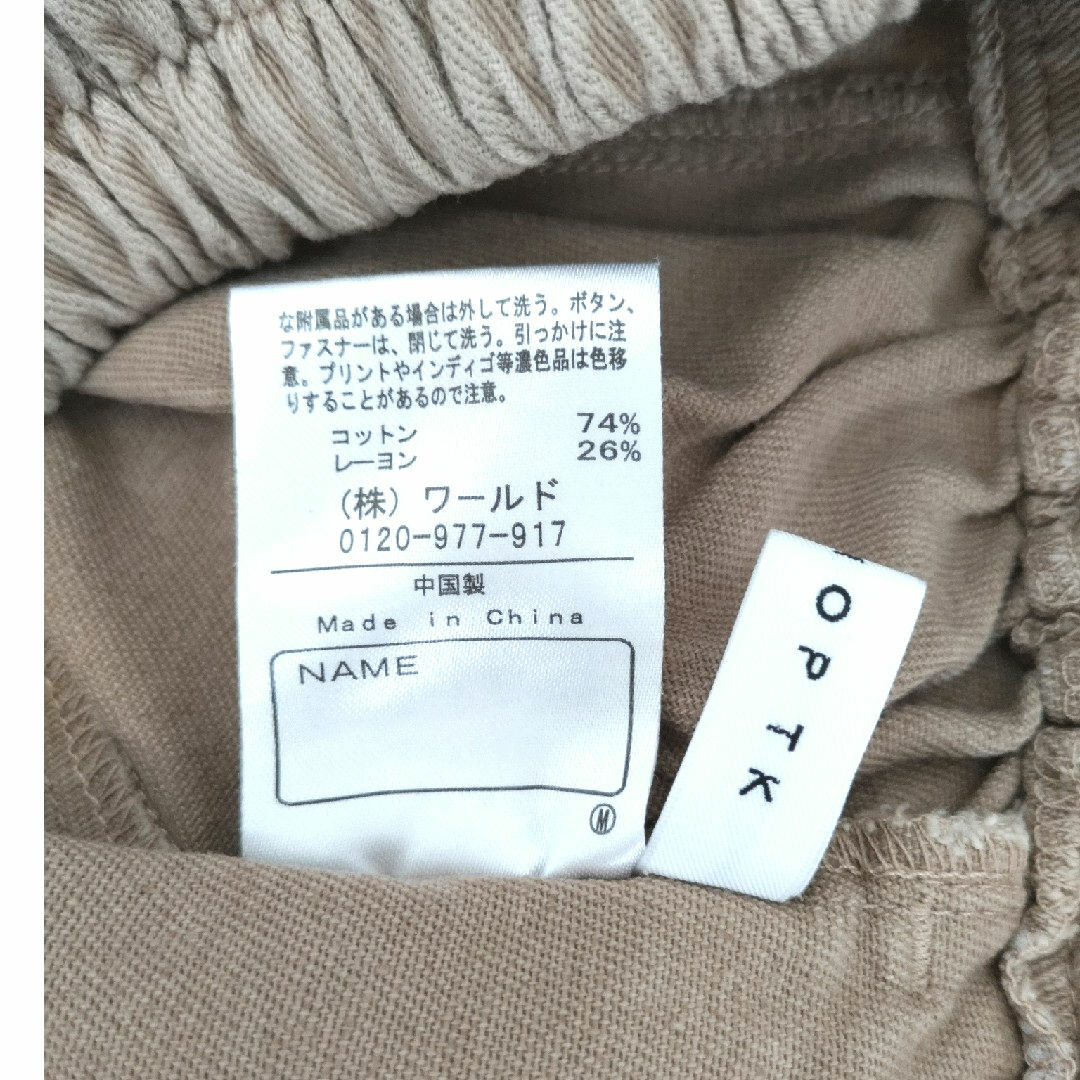 な附属品がある場合は外して洗う。ボタン、
ファスナーは、閉じて洗う。引っかけに注
意。プリントやインディゴ等濃色品は色移
りすることがあるので注意。
コットン 74%
レーヨン 26%
(株) ワールド
0120-977-917
中国製
Made in China
NAME
M
OPTK